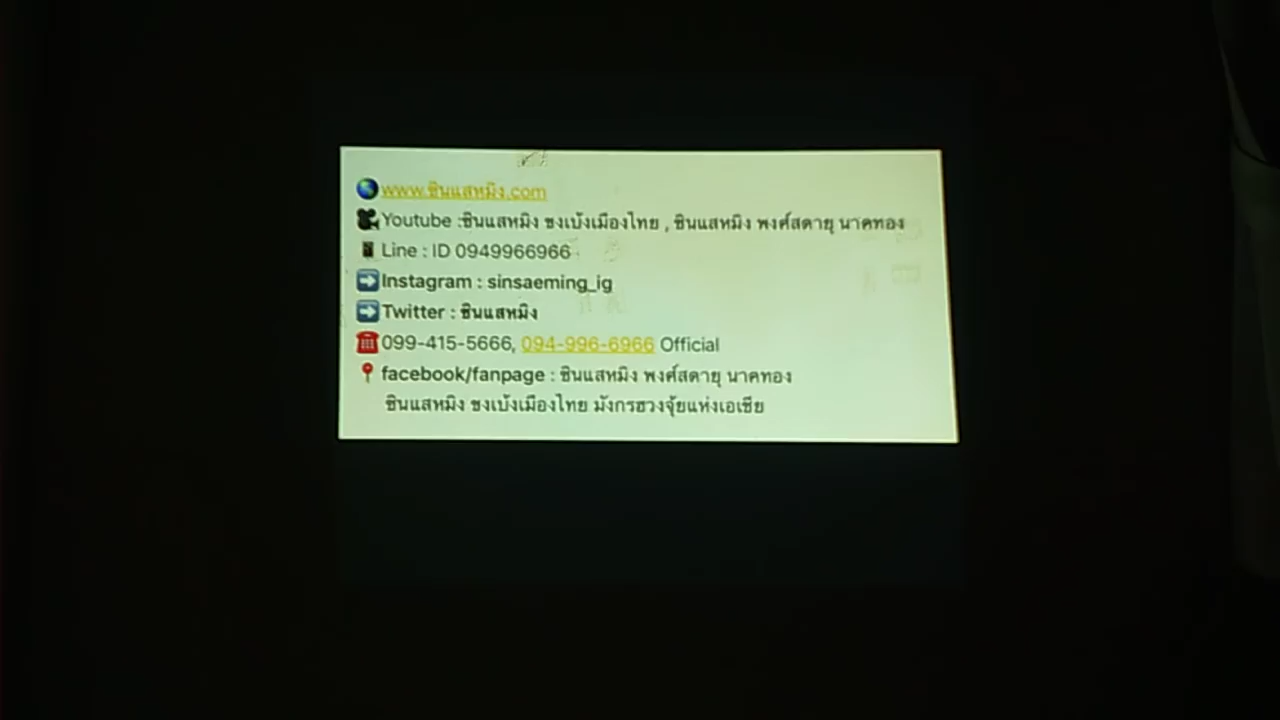 www.ซินแสหมิง.com
Youtube :ซินแสหมิง ขงเบ้งเมืองไทย , ซินแสหมิง พงศ์สดายุ นาคทอง
Line : ID 0949966966
Instagram : sinsaeming_ig
Twitter : ซินแสหมิง
099-415-5666, 094-996-6966 Official
facebook/fanpage : ซินแสหมิง พงศ์สดายุ นาคทอง
ซินแสหมิง ขงเบ้งเมืองไทย มังกรฮวงจุ้ยแห่งเอเชีย